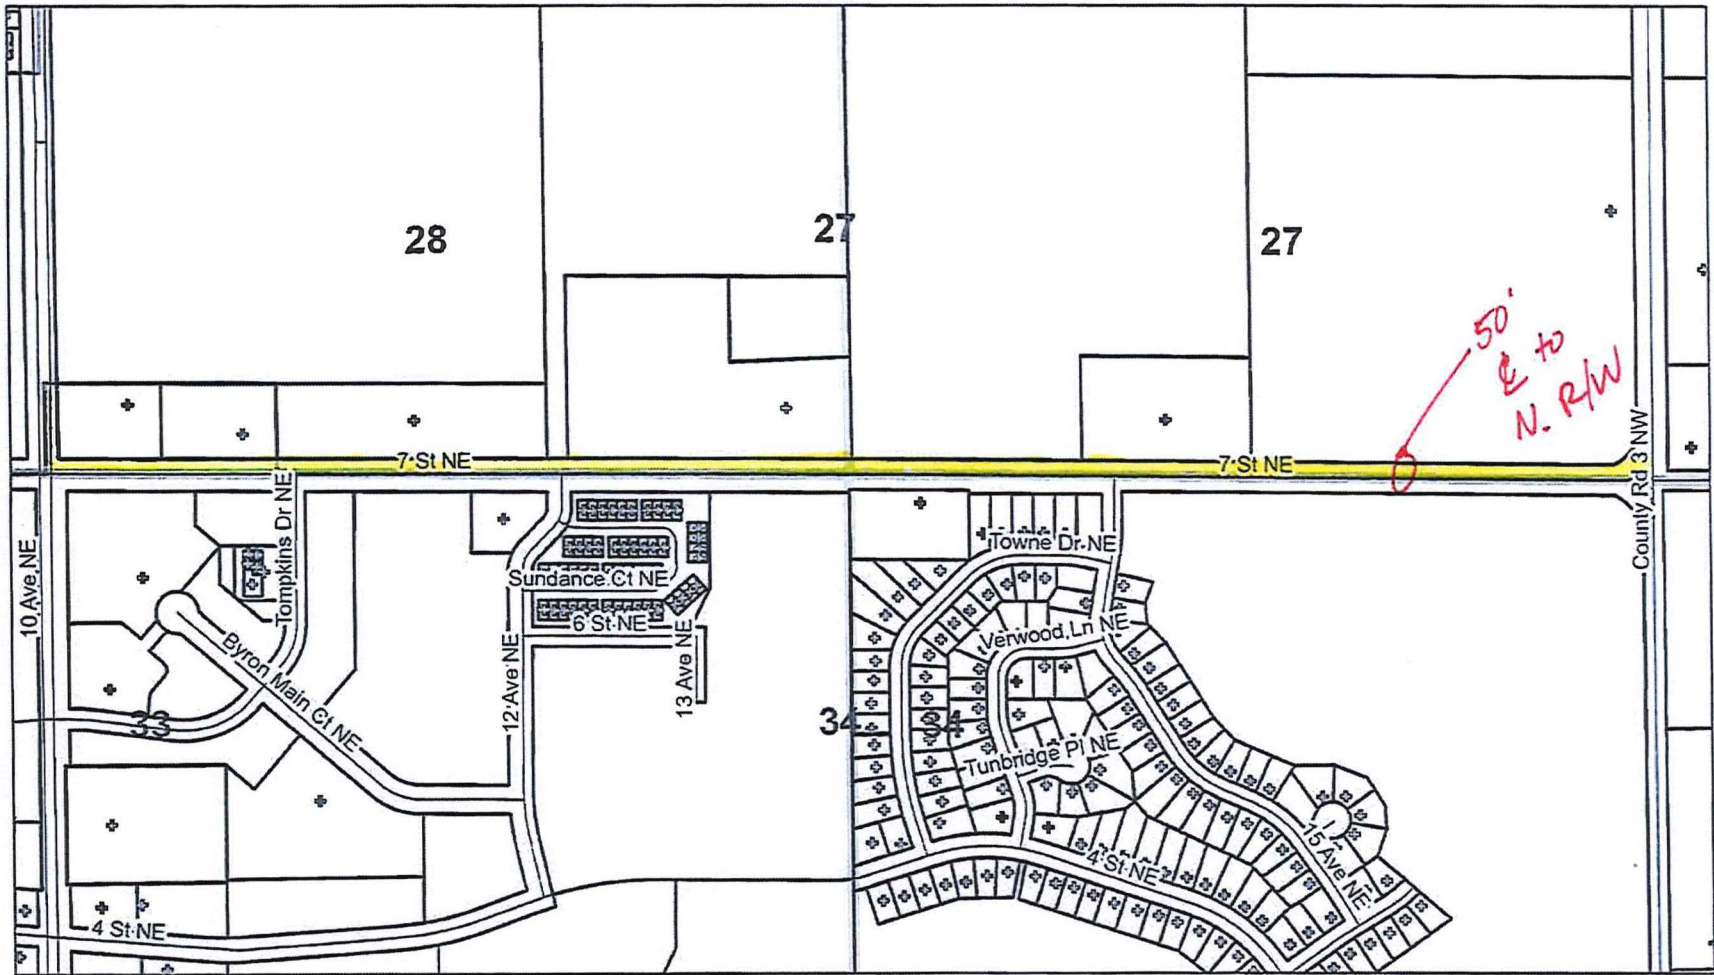 28
27
27
50'
℄ to
N. R/W
7 St NE
7 St NE
County Rd 3 NW
10 Ave NE
Tompkins Dr NE
Towne Dr NE
Sundance Ct NE
6 St NE
Verwood Ln NE
Byron Main Ct NE
12 Ave NE
13 Ave NE
33
34
34
Tunbridge Pl NE
15 Ave NE
4 St NE
4 St NE